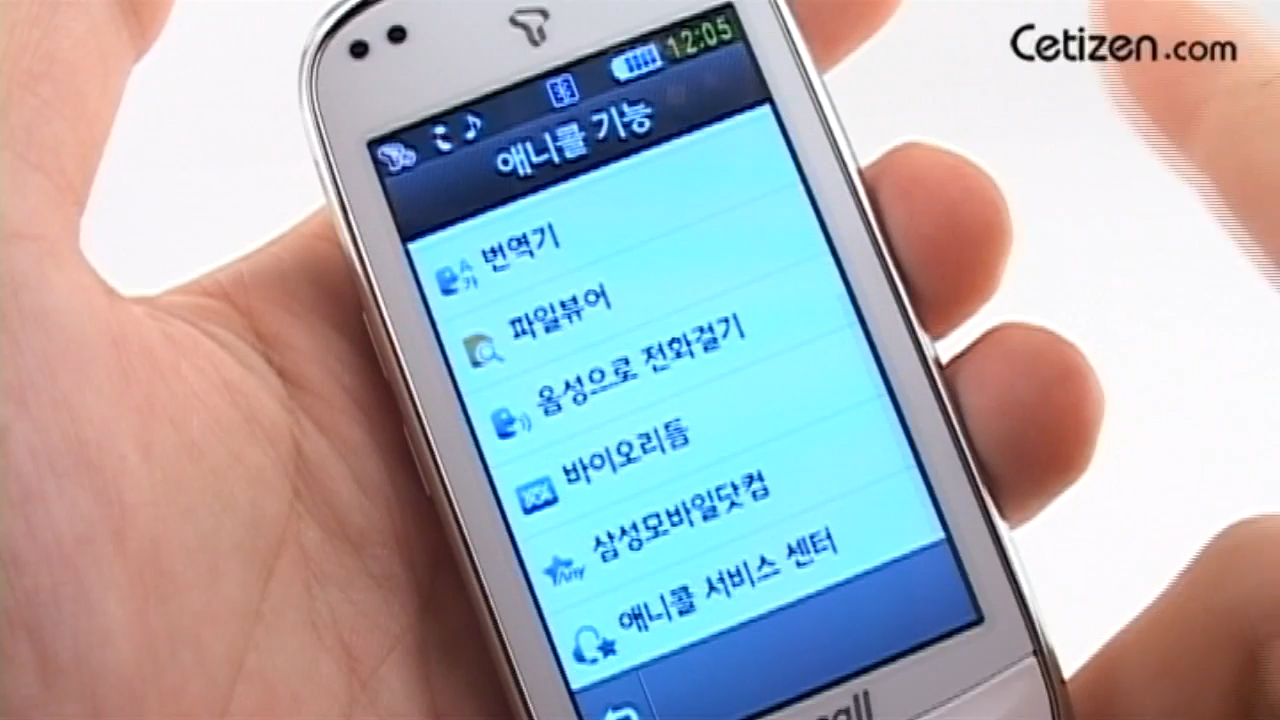 Cetizen.com
12:05
애니콜 기능
번역기
파일뷰어
음성으로 전화걸기
바이오리듬
삼성모바일닷컴
애니콜 서비스 센터